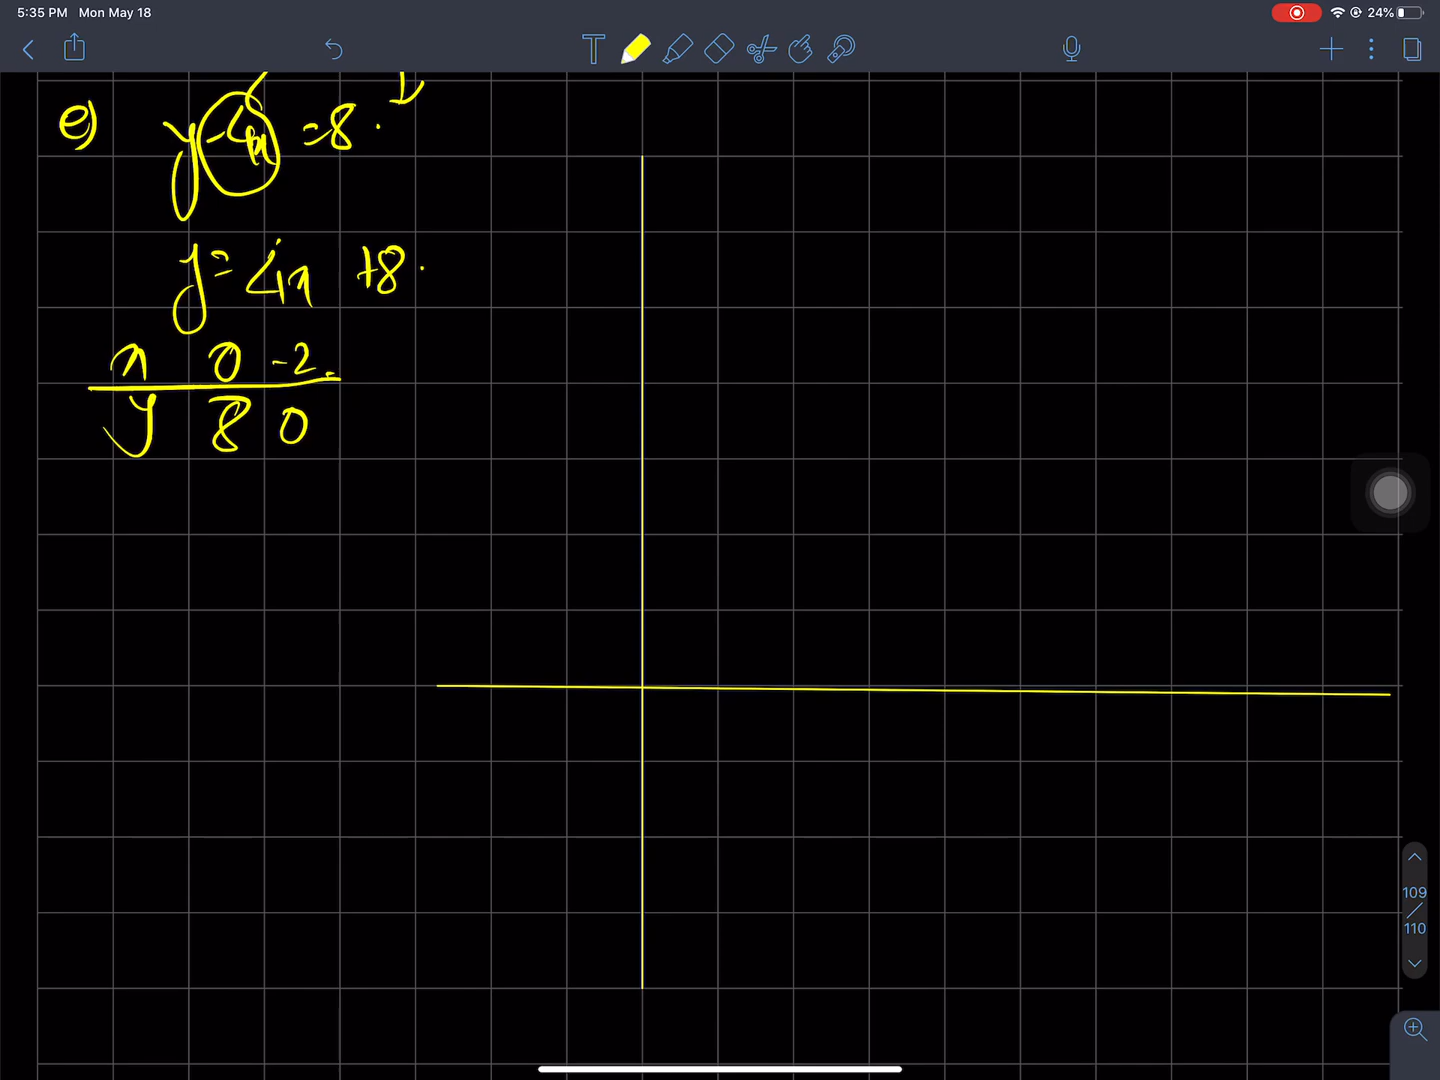 5:35 PM Mon May 18
24%
e) y-4x =8.
y= 4x +8.
x 0 -2.
y 8 0
109
110